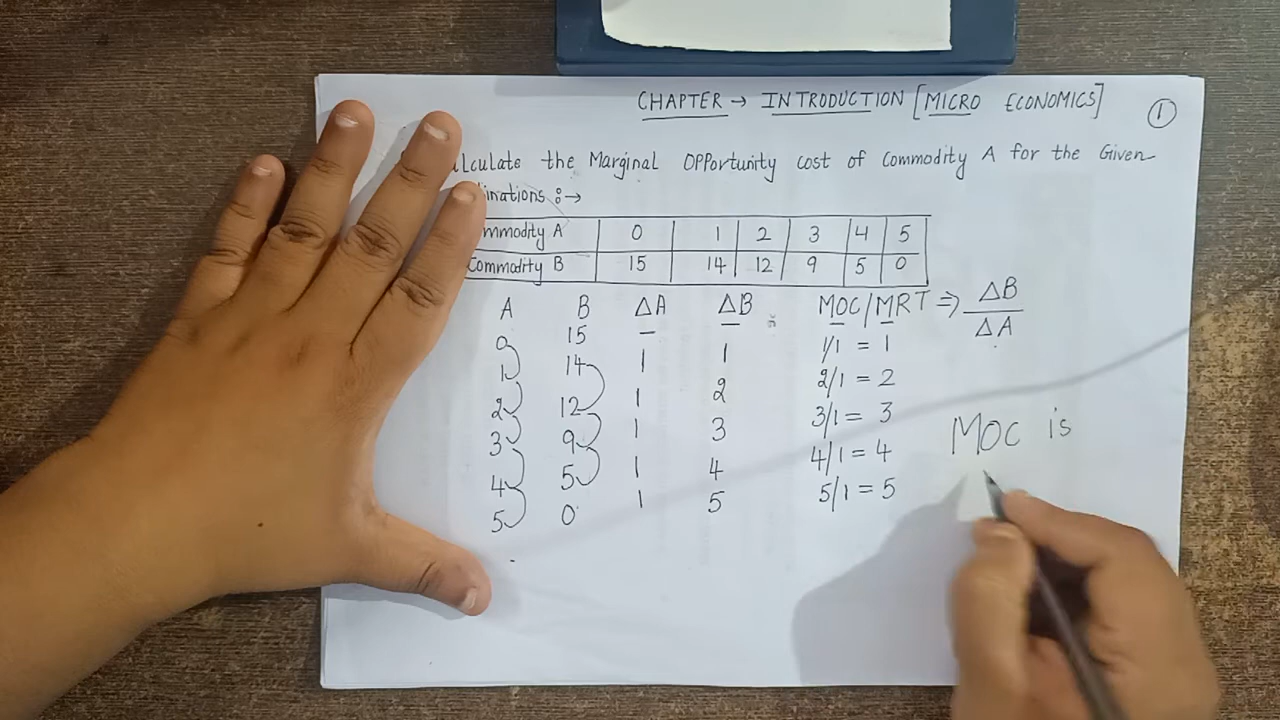 CHAPTER → INTRODUCTION [MICRO ECONOMICS]
1
the Marginal Opportunity cost of Commodity A for the Given
:→
A 0 1 2 3 4 5
Commodity B 15 14 12 9 5 0
A B ΔA ΔB MOC/MRT ⇒ ΔB/ΔA
0 15 – –
1 14 1 1 1/1 = 1
2 12 1 2 2/1 = 2
3 9 1 3 3/1 = 3
4 5 1 4 4/1 = 4
5 0 1 5 5/1 = 5
MOC is